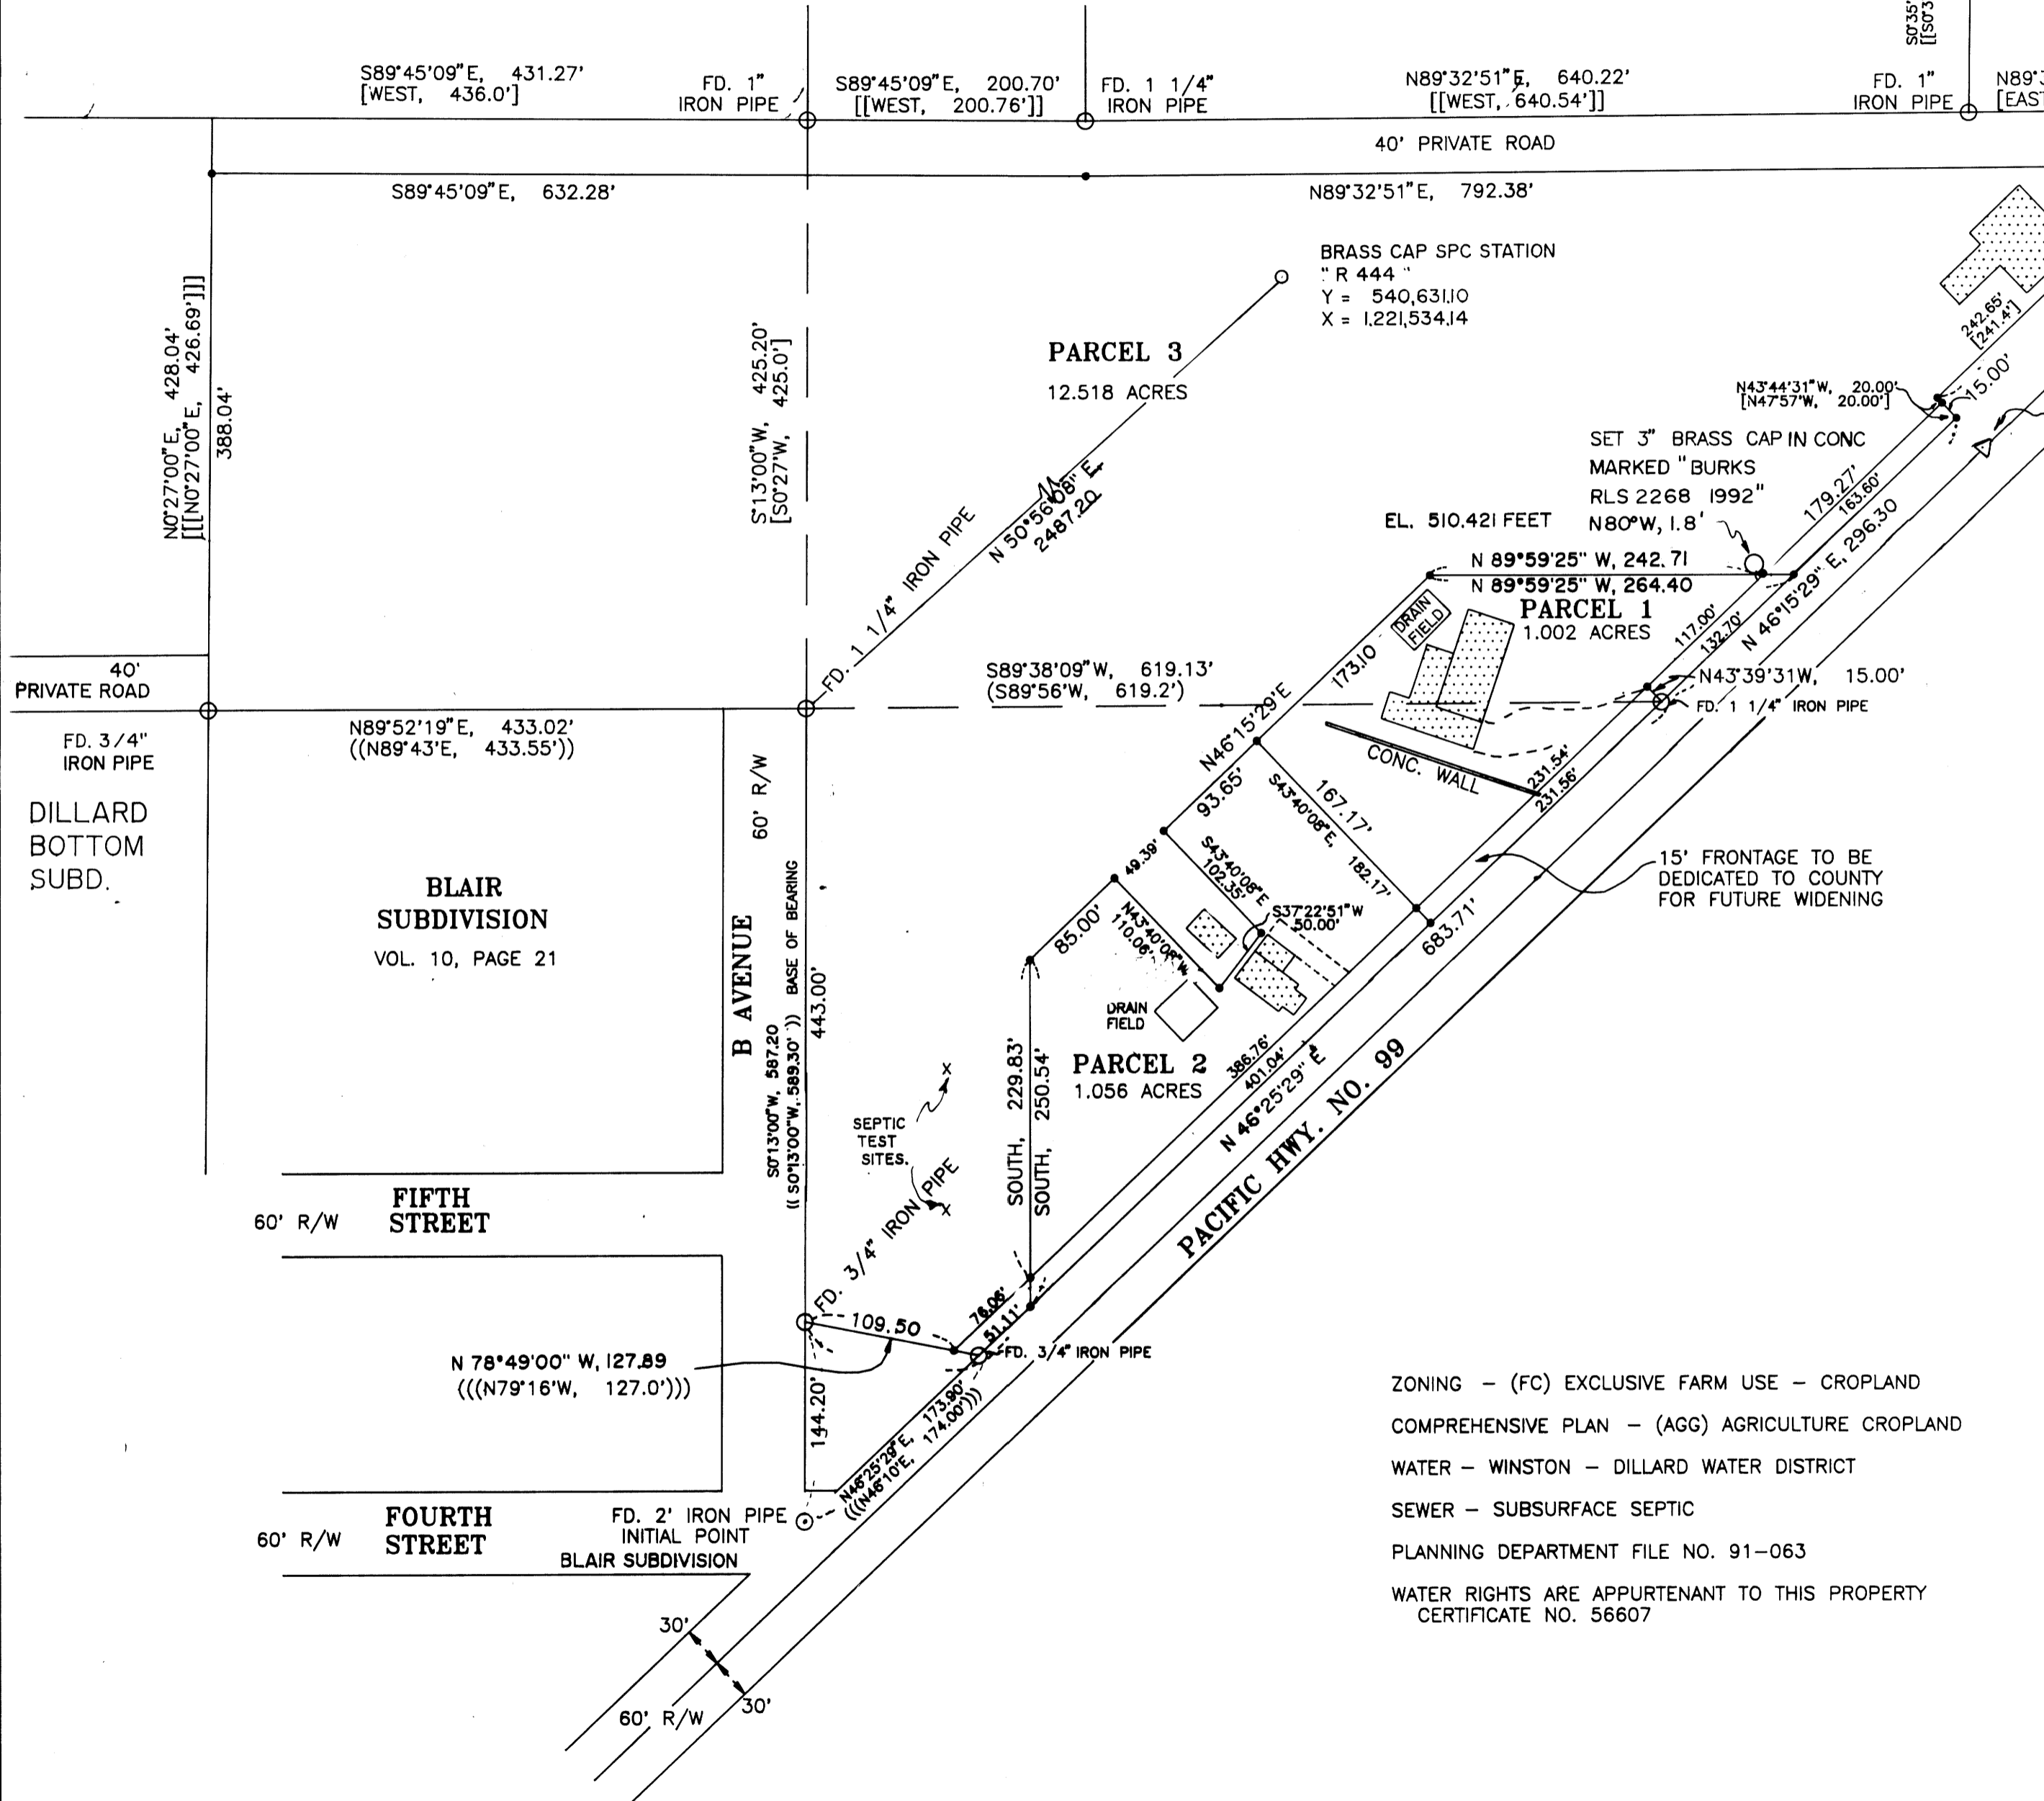 S89°45'09"E, 431.27'
[WEST, 436.0']
FD. 1"
IRON PIPE
S89°45'09"E, 200.70'
[[WEST, 200.76']]
FD. 1 1/4"
IRON PIPE
N89°32'51"E, 640.22'
[[WEST, 640.54']]
FD. 1"
IRON PIPE
40' PRIVATE ROAD
S89°45'09"E, 632.28'
N89°32'51"E, 792.38'
BRASS CAP SPC STATION
" R 444 "
Y = 540,631.10
X = 1,221,534.14
N0°27'00"E, 428.04'
[[[N0°27'00"E, 426.69']]]
388.04'
S°13'00"W, 425.20'
[S0°27'W, 425.0']
PARCEL 3
12.518 ACRES
242.65'
[241.4']
15.00'
N43°44'31"W, 20.00'
[N47°57'W, 20.00']
SET 3" BRASS CAP IN CONC
MARKED "BURKS
RLS 2268 1992"
N80°W, 1.8'
EL. 510.421 FEET
179.27'
163.60'
N 46°15'29" E, 296.30
FD. 1 1/4" IRON PIPE
N 50°56'08" E,
2487.20
N 89°59'25" W, 242.71
N 89°59'25" W, 264.40
PARCEL 1
1.002 ACRES
DRAIN
FIELD
117.00'
132.70'
173.10
N46°15'29"E
40'
PRIVATE ROAD
S89°38'09"W, 619.13'
(S89°56'W, 619.2')
N43°39'31W, 15.00'
FD. 1 1/4" IRON PIPE
FD. 3/4"
IRON PIPE
N89°52'19"E, 433.02'
((N89°43'E, 433.55'))
60' R/W
CONC. WALL
231.54'
231.56'
93.65'
167.17'
S43°40'08"E, 182.17'
DILLARD
BOTTOM
SUBD.
BLAIR
SUBDIVISION
VOL. 10, PAGE 21
B AVENUE
BASE OF BEARING
S0°13'00"W, 587.20
(( S0°13'00"W, 589.30' ))
443.00'
49.39'
S43°40'08"E
102.35'
S37°22'51"W
50.00'
85.00'
N43°40'08"W
110.06'
15' FRONTAGE TO BE
DEDICATED TO COUNTY
FOR FUTURE WIDENING
683.71'
DRAIN
FIELD
SOUTH, 229.83'
SOUTH, 250.54'
PARCEL 2
1.056 ACRES
386.76'
401.04'
N 46°25'29" E
PACIFIC HWY. NO. 99
SEPTIC
TEST
SITES.
X
X
60' R/W
FIFTH
STREET
FD. 3/4" IRON PIPE
109.50
76.06'
51.11'
FD. 3/4" IRON PIPE
N 78°49'00" W, 127.89
(((N79°16'W, 127.0')))
144.20'
N46°25'29"E, 173.90'
(((N46°10'E, 174.00')))
60' R/W
FOURTH
STREET
FD. 2' IRON PIPE
INITIAL POINT
BLAIR SUBDIVISION
30'
30'
60' R/W
ZONING – (FC) EXCLUSIVE FARM USE – CROPLAND
COMPREHENSIVE PLAN – (AGG) AGRICULTURE CROPLAND
WATER – WINSTON – DILLARD WATER DISTRICT
SEWER – SUBSURFACE SEPTIC
PLANNING DEPARTMENT FILE NO. 91–063
WATER RIGHTS ARE APPURTENANT TO THIS PROPERTY
CERTIFICATE NO. 56607